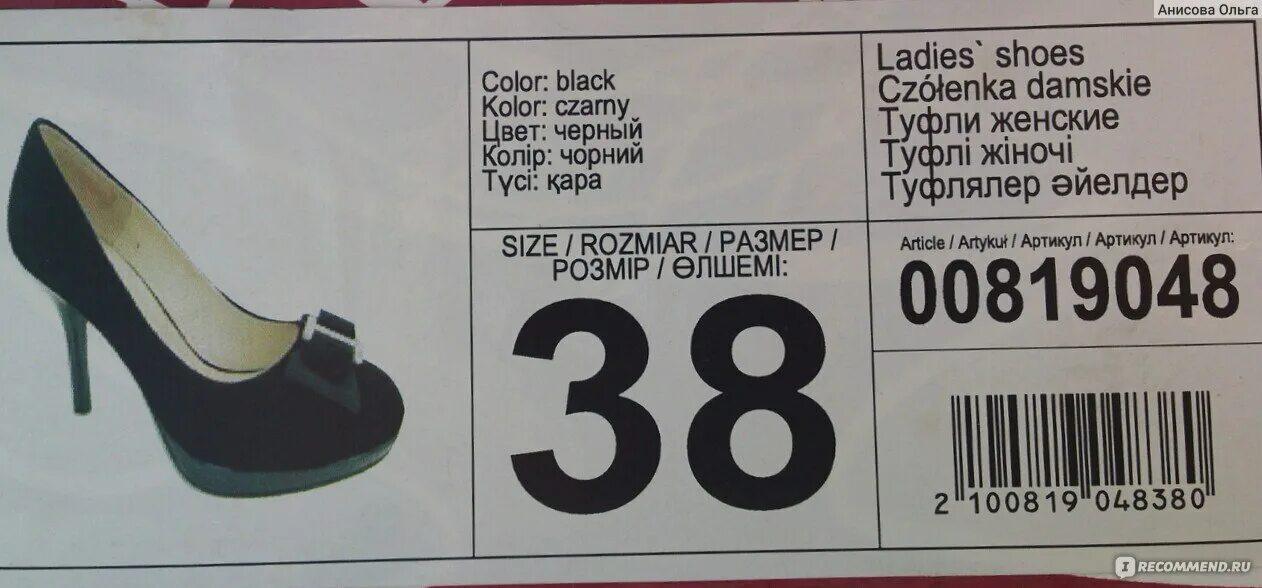 Анисова Ольга
Color: black
Kolor: czarny
Цвет: черный
Колір: чорний
Түсі: қара
Ladies` shoes
Czółenka damskie
Туфли женские
Туфлі жіночі
Туфлялер әйелдер
SIZE / ROZMIAR / РАЗМЕР /
РОЗМІР / ӨЛШЕМІ:
38
Article / Artykuł / Артикул / Артикул / Артикул:
00819048
2 100819 048380
IRECOMMEND.RU